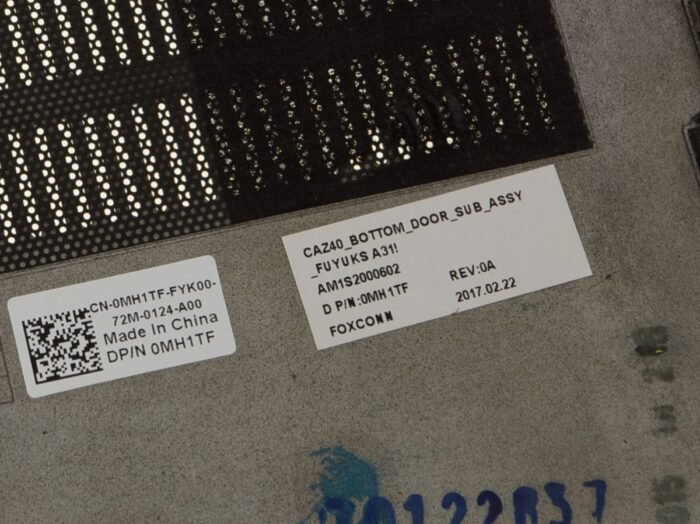 CN-0MH1TF-FYK00-
72M-0124-A00
Made In China
DP/N 0MH1TF
CAZ40_BOTTOM_DOOR_SUB_ASSY
_FUYUKS A31!
AM1S2000602
D P/N:0MH1TF
REV:0A
FOXCONN
2017.02.22